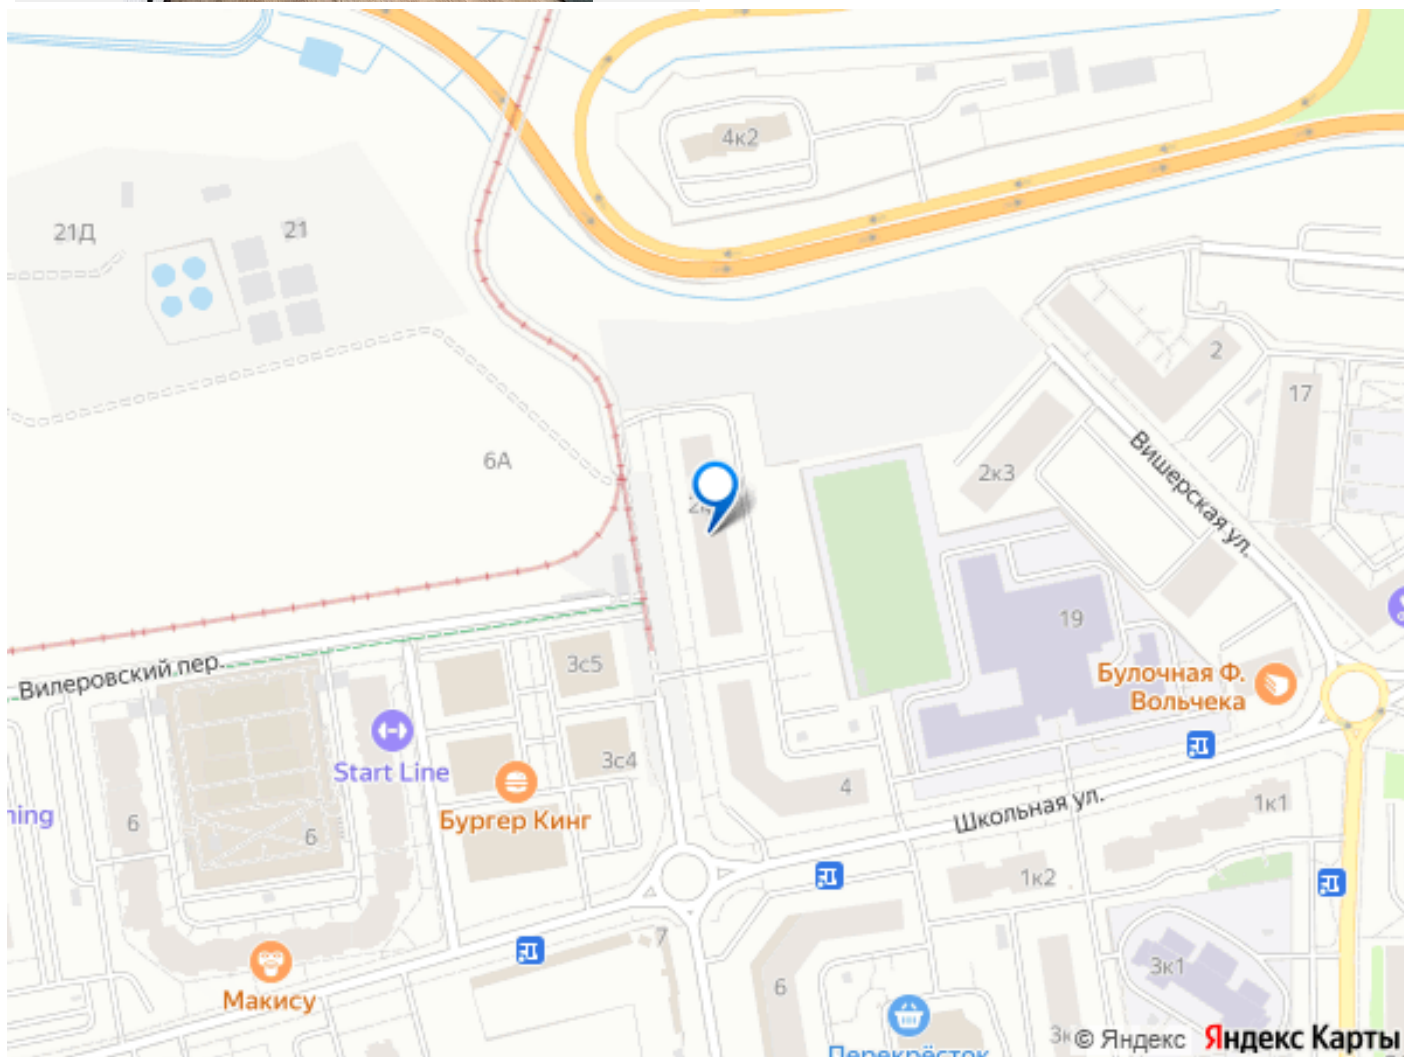 4к2
21Д
21
2
17
6А
2к3
Вишерская ул.
19
Вилеровский пер.
3с5
Булочная Ф.
Вольчека
Start Line
3с4
4
Школьная ул.
1к1
ning
6
6
Бургер Кинг
1к2
7
3к1
Макису
6
Перекрёсток
© Яндекс Яндекс Карты